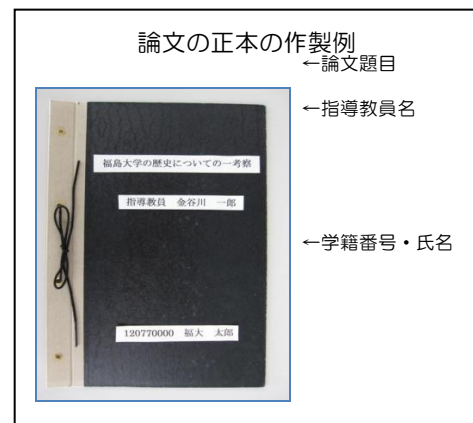 論文の正本の作製例
←論文題目
←指導教員名
福島大学の歴史についての一考察
指導教員　金谷川　一郎
←学籍番号・氏名
120770000　福大　太郎